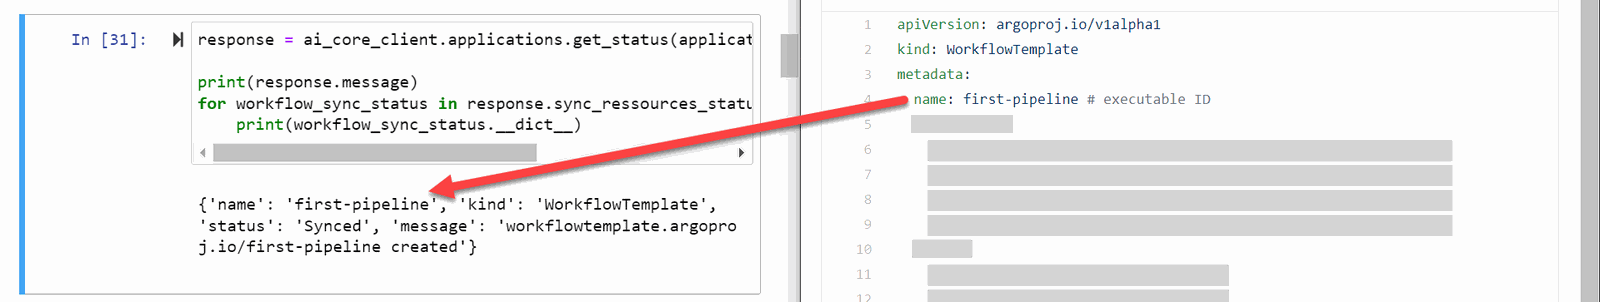 In [31]:
response = ai_core_client.applications.get_status(applicat
print(response.message)
for workflow_sync_status in response.sync_ressources_statu
print(workflow_sync_status.__dict__)
{'name': 'first-pipeline', 'kind': 'WorkflowTemplate',
'status': 'Synced', 'message': 'workflowtemplate.argopro
j.io/first-pipeline created'}
1 apiVersion: argoproj.io/v1alpha1
2 kind: WorkflowTemplate
3 metadata:
4 name: first-pipeline # executable ID
5
6
7
8
9
10
11
12